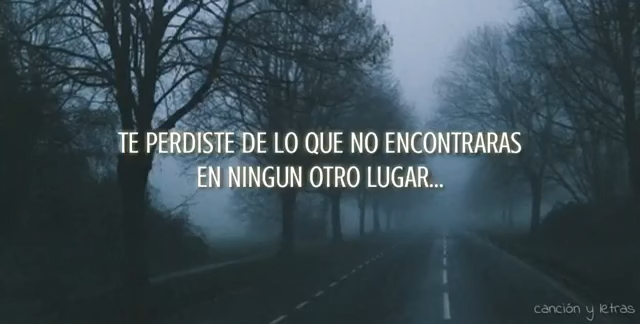 TE PERDISTE DE LO QUE NO ENCONTRARAS
EN NINGUN OTRO LUGAR...
canción y letras